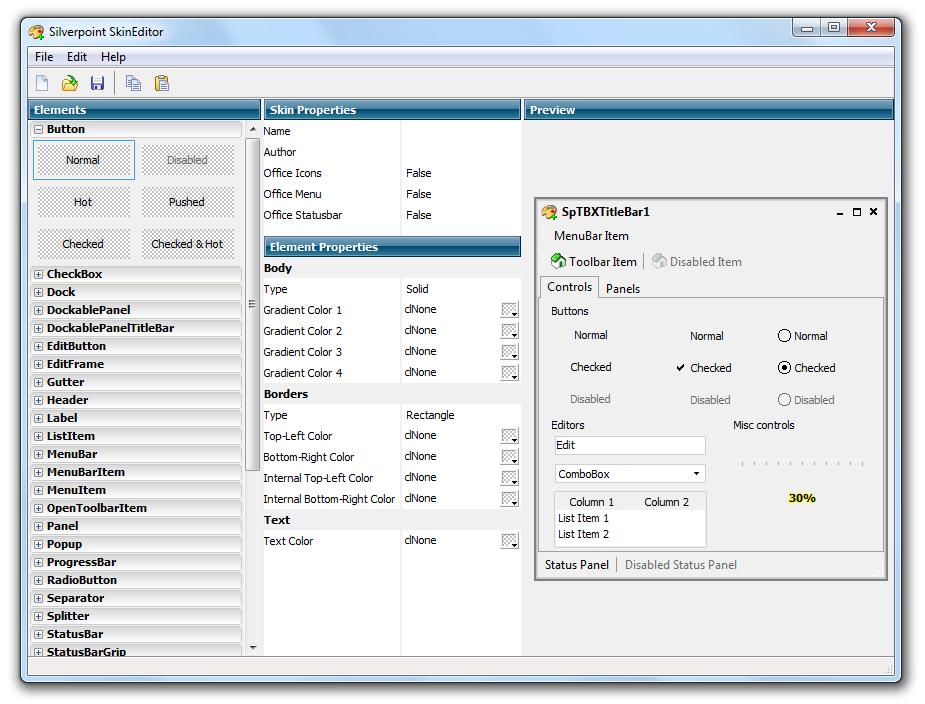 Silverpoint SkinEditor
File Edit Help
Elements
Button
Normal Disabled
Hot Pushed
Checked Checked & Hot
CheckBox
Dock
DockablePanel
DockablePanelTitleBar
EditButton
EditFrame
Gutter
Header
Label
ListItem
MenuBar
MenuBarItem
MenuItem
OpenToolbarItem
Panel
Popup
ProgressBar
RadioButton
Separator
Splitter
StatusBar
StatusBarGrip
Skin Properties
Name
Author
Office Icons False
Office Menu False
Office Statusbar False
Element Properties
Body
Type Solid
Gradient Color 1 clNone
Gradient Color 2 clNone
Gradient Color 3 clNone
Gradient Color 4 clNone
Borders
Type Rectangle
Top-Left Color clNone
Bottom-Right Color clNone
Internal Top-Left Color clNone
Internal Bottom-Right Color clNone
Text
Text Color clNone
Preview
SpTBXTitleBar1
MenuBar Item
Toolbar Item Disabled Item
Controls Panels
Buttons
Normal Normal Normal
Checked Checked Checked
Disabled Disabled Disabled
Editors Misc controls
Edit
ComboBox
30%
Column 1 Column 2
List Item 1
List Item 2
Status Panel Disabled Status Panel